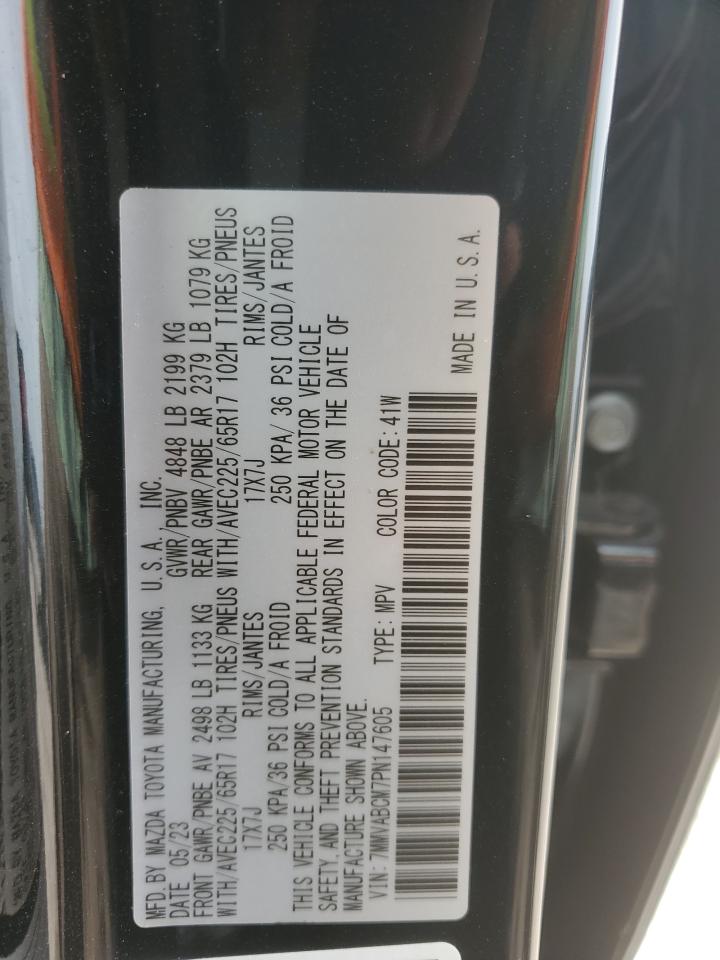 MFD. BY MAZDA TOYOTA MANUFACTURING, U.S.A. INC.
DATE 05/23 GVWR/PNBV 4848 LB 2199 KG
FRONT GAWR/PNBE AV 2498 LB 1133 KG REAR GAWR/PNBE AR 2379 LB 1079 KG
WITH/AVEC225/65R17 102H TIRES/PNEUS WITH/AVEC225/65R17 102H TIRES/PNEUS
17X7J RIMS/JANTES 17X7J RIMS/JANTES
250 KPA/36 PSI COLD/A FROID 250 KPA/ 36 PSI COLD/A FROID
THIS VEHICLE CONFORMS TO ALL APPLICABLE FEDERAL MOTOR VEHICLE
SAFETY, AND THEFT PREVENTION STANDARDS IN EFFECT ON THE DATE OF
MANUFACTURE SHOWN ABOVE.
VIN: 7MMVABCM7PN147605 TYPE: MPV COLOR CODE: 41W
MADE IN U.S.A.